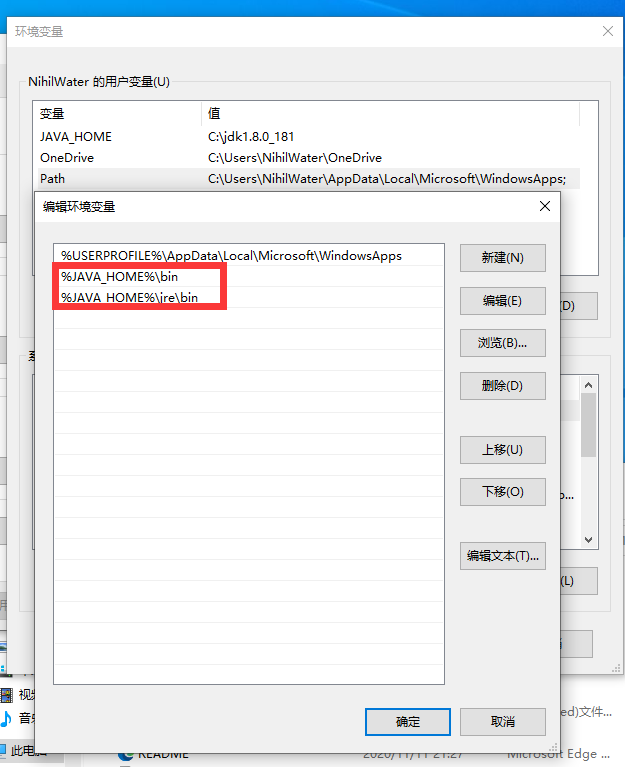 环境变量
NihilWater 的用户变量(U)
变量 值
JAVA_HOME C:\jdk1.8.0_181
OneDrive C:\Users\NihilWater\OneDrive
Path C:\Users\NihilWater\AppData\Local\Microsoft\WindowsApps;
编辑环境变量
%USERPROFILE%\AppData\Local\Microsoft\WindowsApps
%JAVA_HOME%\bin
%JAVA_HOME%\jre\bin
新建(N)
编辑(E)
(D)
浏览(B)...
删除(D)
上移(U)
下移(O)
编辑文本(T)...
(L)
确定
取消
此电脑
README
2020/11/11 21:27
Microsoft Edge ...
ed)文件...